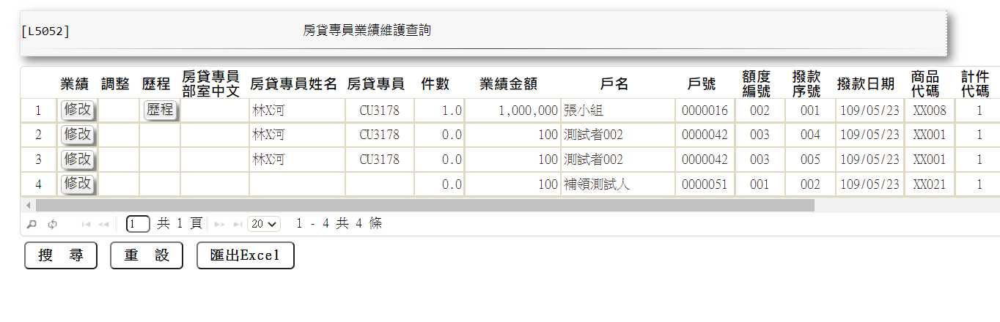 [L5052] 房貸專員業績維護查詢
業績 調整 歷程 房貸專員部室中文 房貸專員姓名 房貸專員 件數 業績金額 戶名 戶號 額度編號 撥款序號 撥款日期 商品代碼 計件代碼
1 修改 歷程 林X河 CU3178 1.0 1,000,000 張小組 0000016 002 001 109/05/23 XX008 1
2 修改 林X河 CU3178 0.0 100 測試者002 0000042 003 004 109/05/23 XX001 1
3 修改 林X河 CU3178 0.0 100 測試者002 0000042 003 005 109/05/23 XX001 1
4 修改 0.0 100 補領測試人 0000051 001 002 109/05/23 XX021 1
1 共 1 頁 20 1 - 4 共 4 條
搜 尋 重 設 匯出Excel